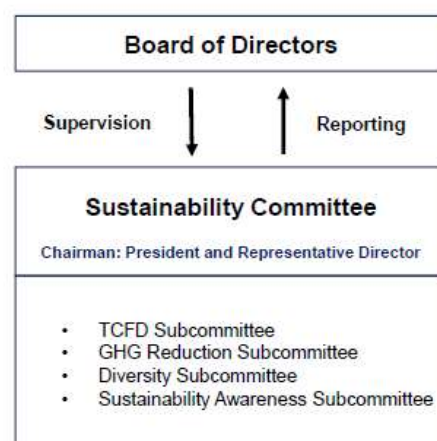 Board of Directors
Supervision
Reporting
Sustainability Committee
Chairman: President and Representative Director
• TCFD Subcommittee
• GHG Reduction Subcommittee
• Diversity Subcommittee
• Sustainability Awareness Subcommittee